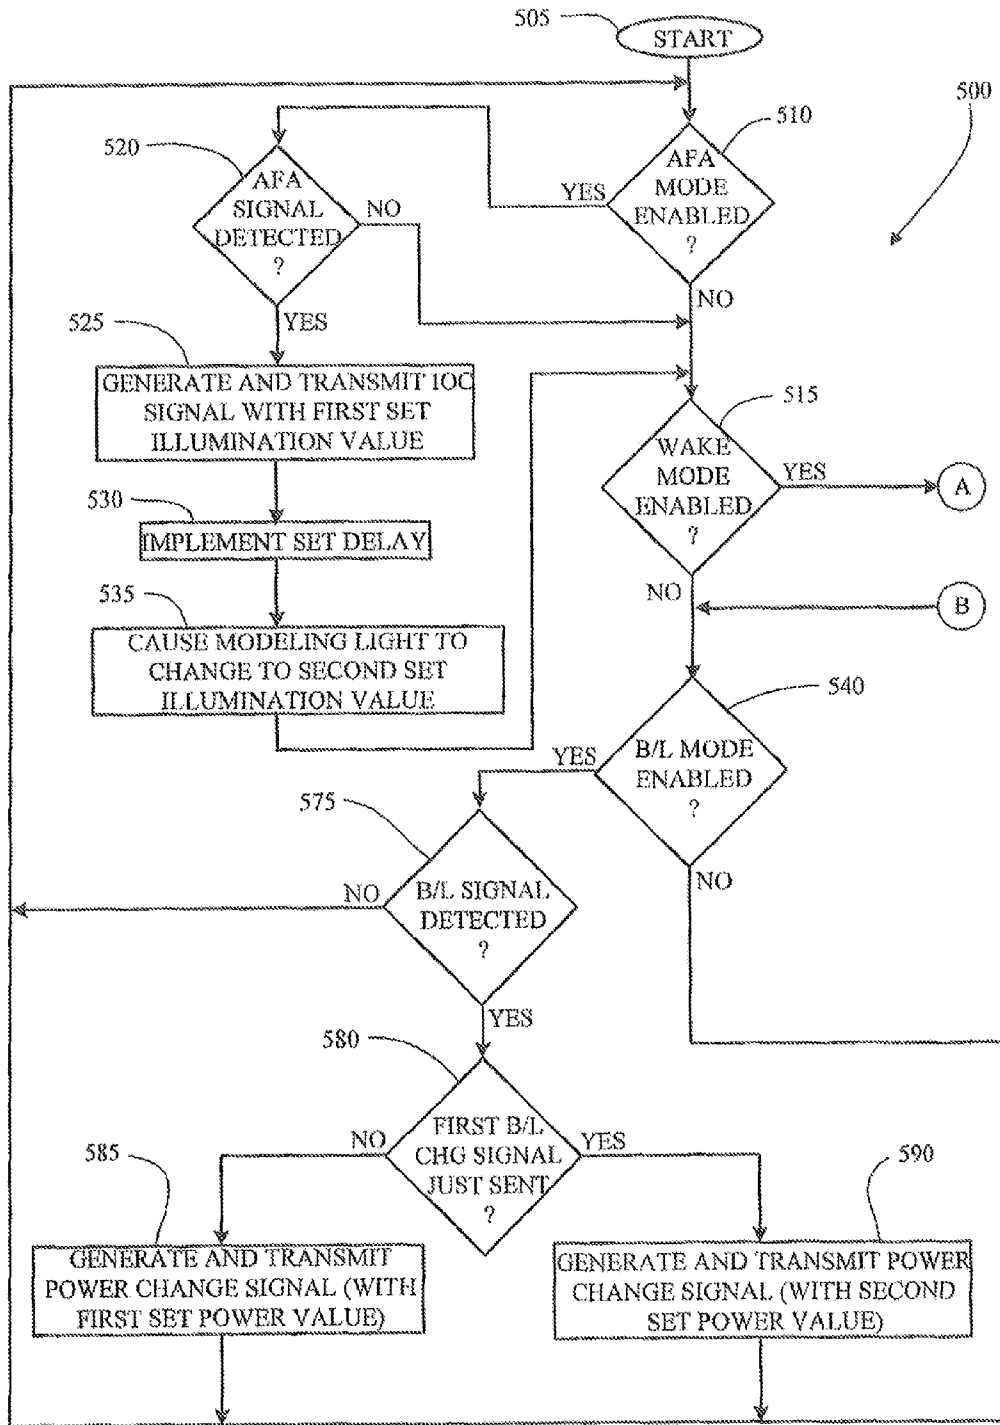 505
START
500
510
AFA
MODE
ENABLED
?
YES
NO
520
AFA
SIGNAL
DETECTED
?
NO
YES
525
GENERATE AND TRANSMIT IOC
SIGNAL WITH FIRST SET
ILLUMINATION VALUE
530
IMPLEMENT SET DELAY
535
CAUSE MODELING LIGHT TO
CHANGE TO SECOND SET
ILLUMINATION VALUE
515
WAKE
MODE
ENABLED
?
YES
A
NO
B
540
B/L MODE
ENABLED
?
YES
NO
575
B/L SIGNAL
DETECTED
?
NO
YES
580
FIRST B/L
CHG SIGNAL
JUST SENT
?
NO
YES
585
GENERATE AND TRANSMIT
POWER CHANGE SIGNAL (WITH
FIRST SET POWER VALUE)
590
GENERATE AND TRANSMIT POWER
CHANGE SIGNAL (WITH SECOND
SET POWER VALUE)